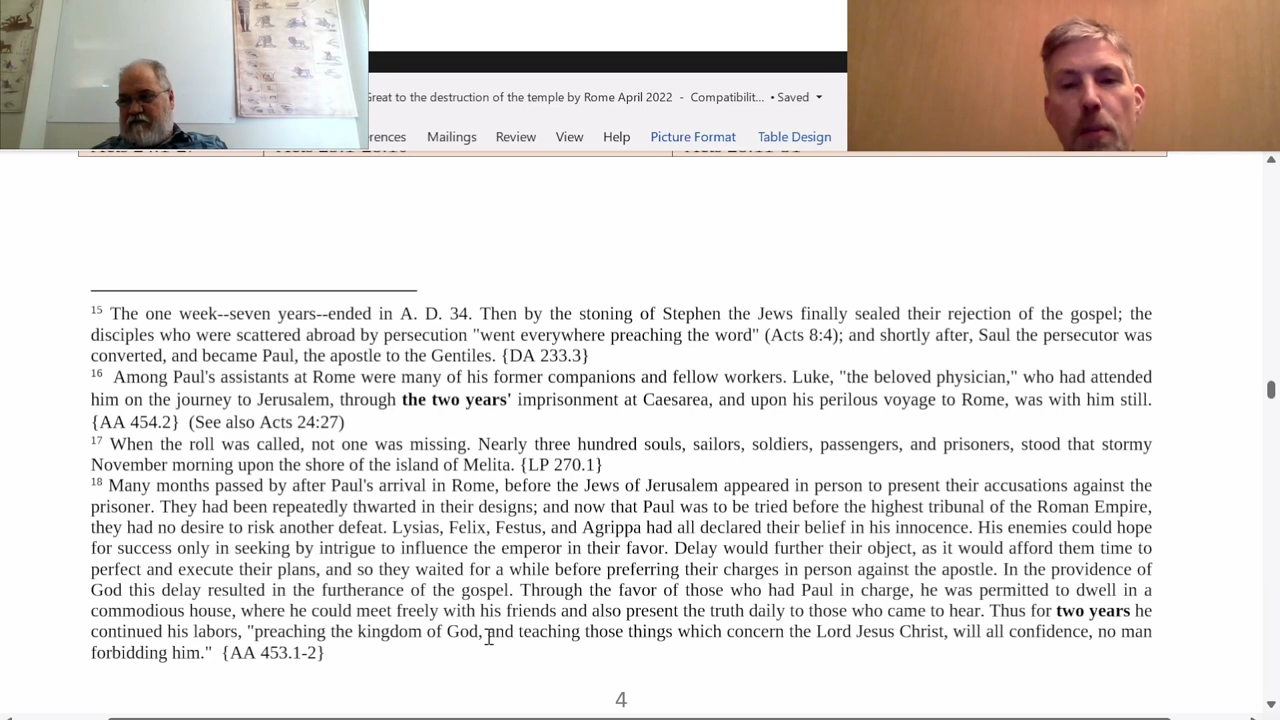 Great to the destruction of the temple by Rome April 2022 - Compatibilit... • Saved
rences Mailings Review View Help Picture Format Table Design
15 The one week--seven years--ended in A. D. 34. Then by the stoning of Stephen the Jews finally sealed their rejection of the gospel; the
disciples who were scattered abroad by persecution "went everywhere preaching the word" (Acts 8:4); and shortly after, Saul the persecutor was
converted, and became Paul, the apostle to the Gentiles. {DA 233.3}
16 Among Paul's assistants at Rome were many of his former companions and fellow workers. Luke, "the beloved physician," who had attended
him on the journey to Jerusalem, through the two years' imprisonment at Caesarea, and upon his perilous voyage to Rome, was with him still.
{AA 454.2} (See also Acts 24:27)
17 When the roll was called, not one was missing. Nearly three hundred souls, sailors, soldiers, passengers, and prisoners, stood that stormy
November morning upon the shore of the island of Melita. {LP 270.1}
18 Many months passed by after Paul's arrival in Rome, before the Jews of Jerusalem appeared in person to present their accusations against the
prisoner. They had been repeatedly thwarted in their designs; and now that Paul was to be tried before the highest tribunal of the Roman Empire,
they had no desire to risk another defeat. Lysias, Felix, Festus, and Agrippa had all declared their belief in his innocence. His enemies could hope
for success only in seeking by intrigue to influence the emperor in their favor. Delay would further their object, as it would afford them time to
perfect and execute their plans, and so they waited for a while before preferring their charges in person against the apostle. In the providence of
God this delay resulted in the furtherance of the gospel. Through the favor of those who had Paul in charge, he was permitted to dwell in a
commodious house, where he could meet freely with his friends and also present the truth daily to those who came to hear. Thus for two years he
continued his labors, "preaching the kingdom of God, and teaching those things which concern the Lord Jesus Christ, will all confidence, no man
forbidding him." {AA 453.1-2}
4